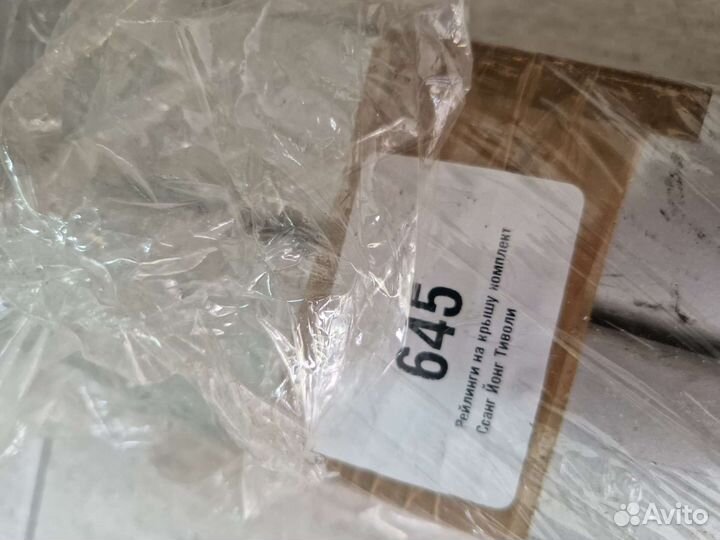 645
Рейлинги на крышу комплект
Ссанг Йонг Тиволи
Avito